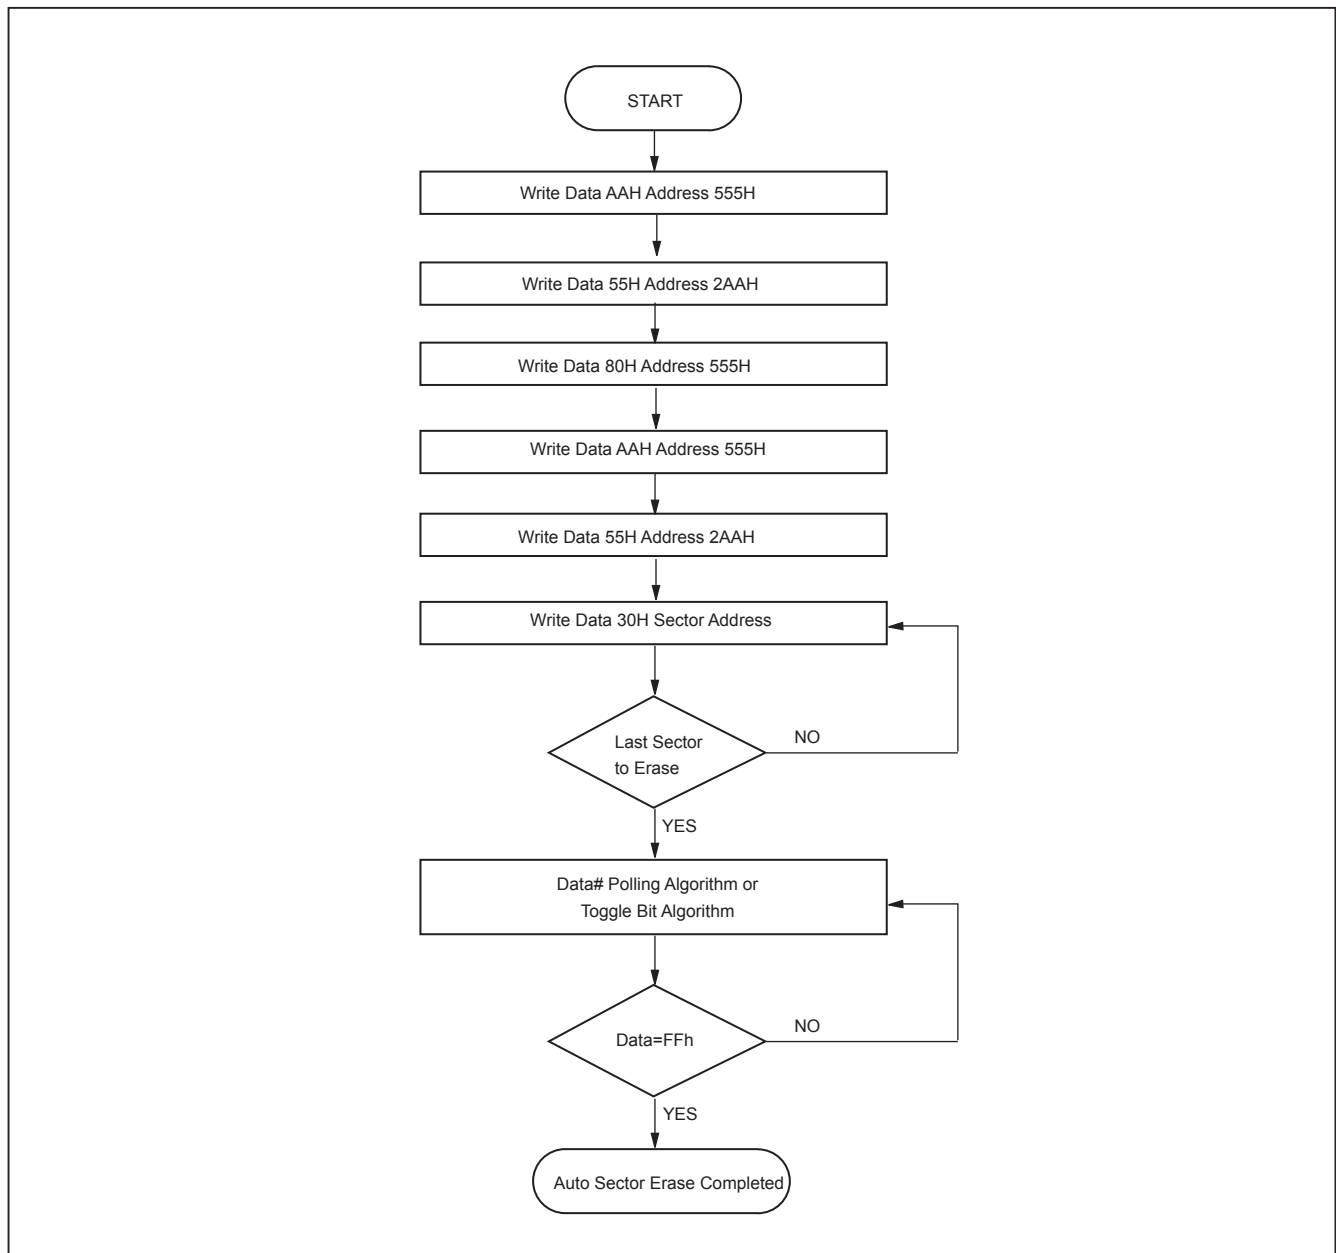 START
Write Data AAH Address 555H
Write Data 55H Address 2AAH
Write Data 80H Address 555H
Write Data AAH Address 555H
Write Data 55H Address 2AAH
Write Data 30H Sector Address
Last Sector
to Erase
NO
YES
Data# Polling Algorithm or
Toggle Bit Algorithm
Data=FFh
NO
YES
Auto Sector Erase Completed